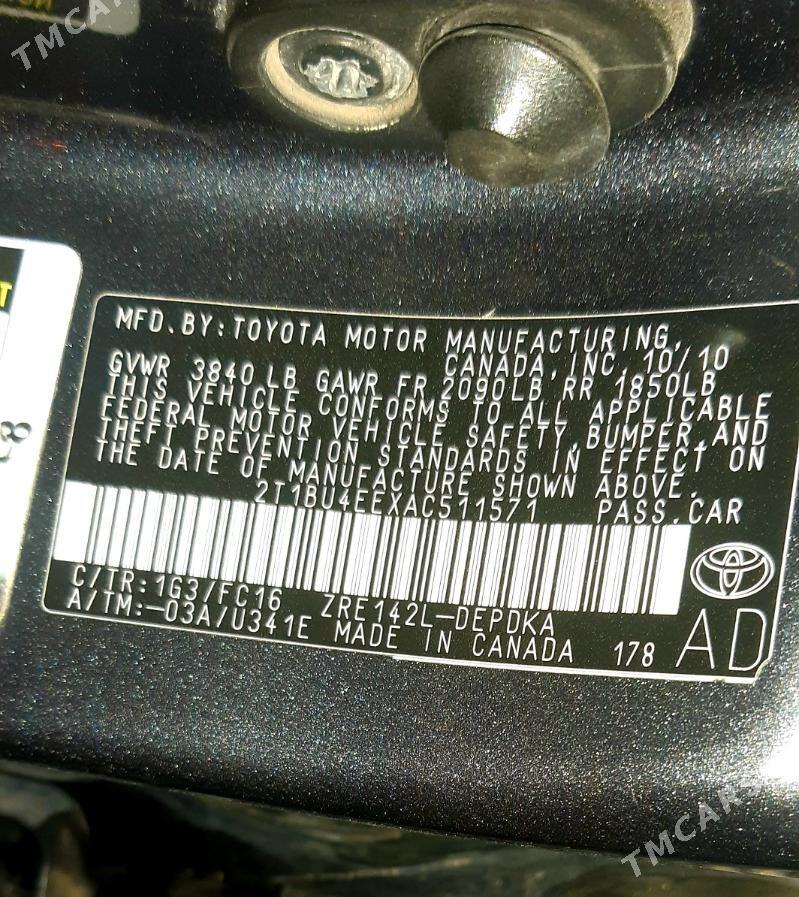 TMCARS
MFD.BY:TOYOTA MOTOR MANUFACTURING,
CANADA, INC. 10/10
GVWR 3840LB GAWR FR 2090LB RR 1850LB
THIS VEHICLE CONFORMS TO ALL APPLICABLE
FEDERAL MOTOR VEHICLE SAFETY, BUMPER, AND
THEFT PREVENTION STANDARDS IN EFFECT ON
THE DATE OF MANUFACTURE SHOWN ABOVE.
2T1BU4EEXAC511571 PASS.CAR
C/TR:1G3/FC16 ZRE142L-DEPDKA
A/TM:-03A/U341E MADE IN CANADA 178 AD
TMCARS